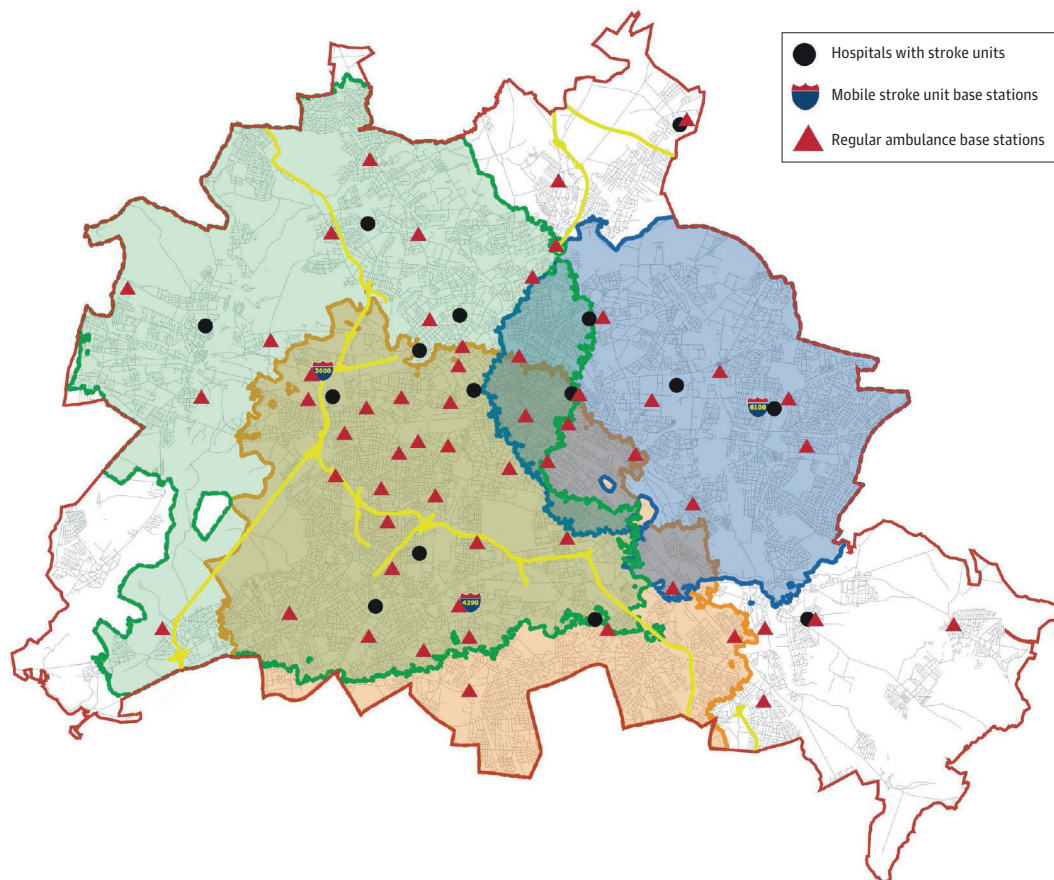 Hospitals with stroke units
Mobile stroke unit base stations
Regular ambulance base stations
3600
6100
4390